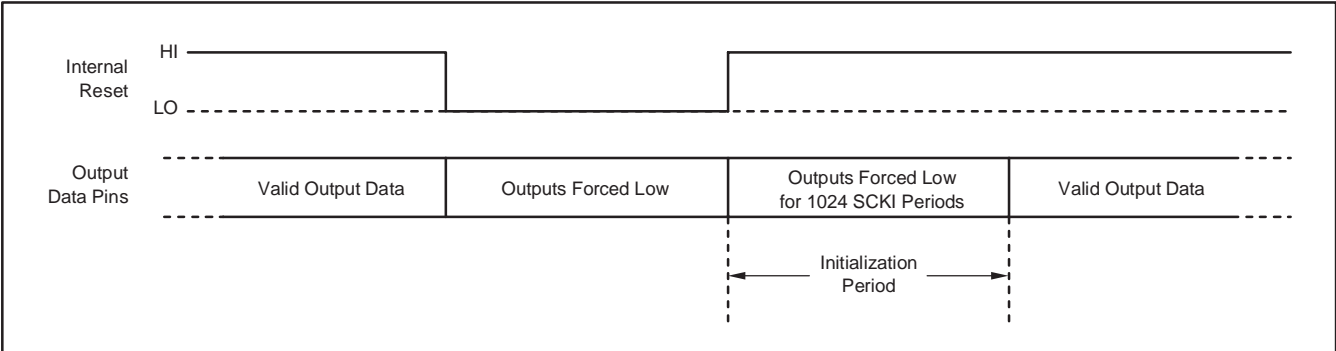 HI
Internal
Reset
LO
Output
Data Pins
Valid Output Data
Outputs Forced Low
Outputs Forced Low
for 1024 SCKI Periods
Valid Output Data
Initialization
Period